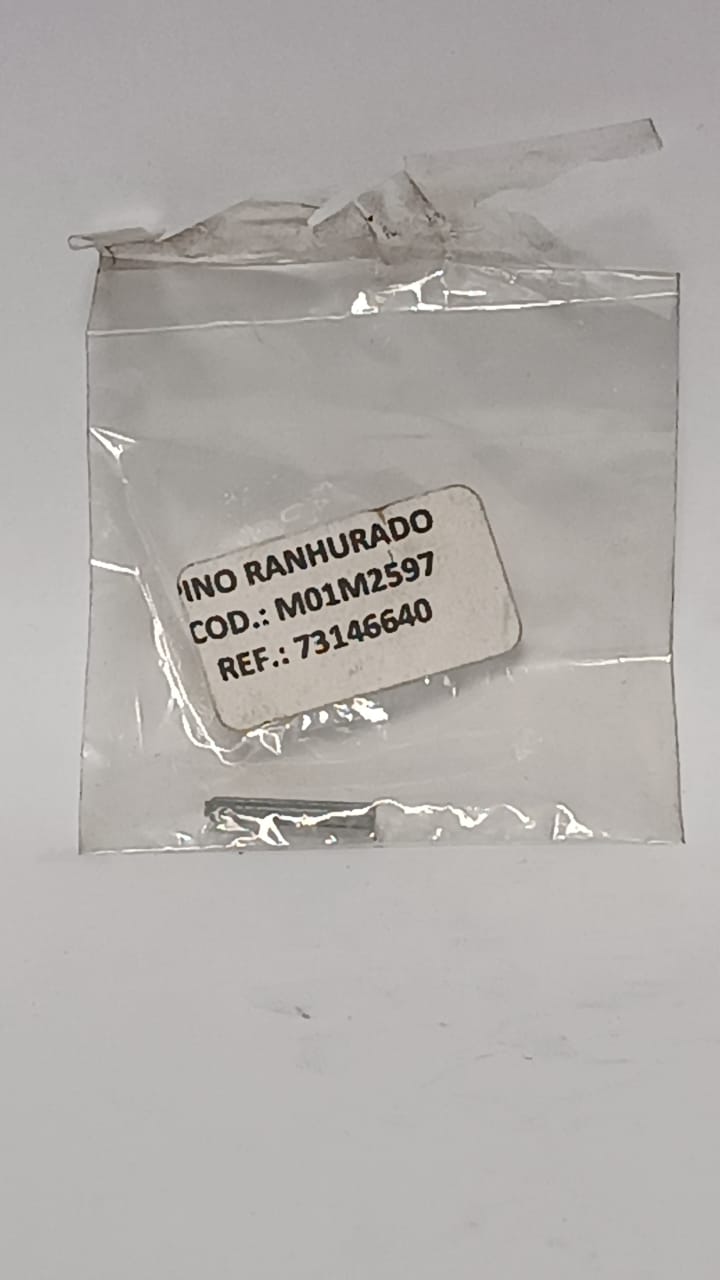 PINO RANHURADO
COD.: M01M2597
REF.: 73146640